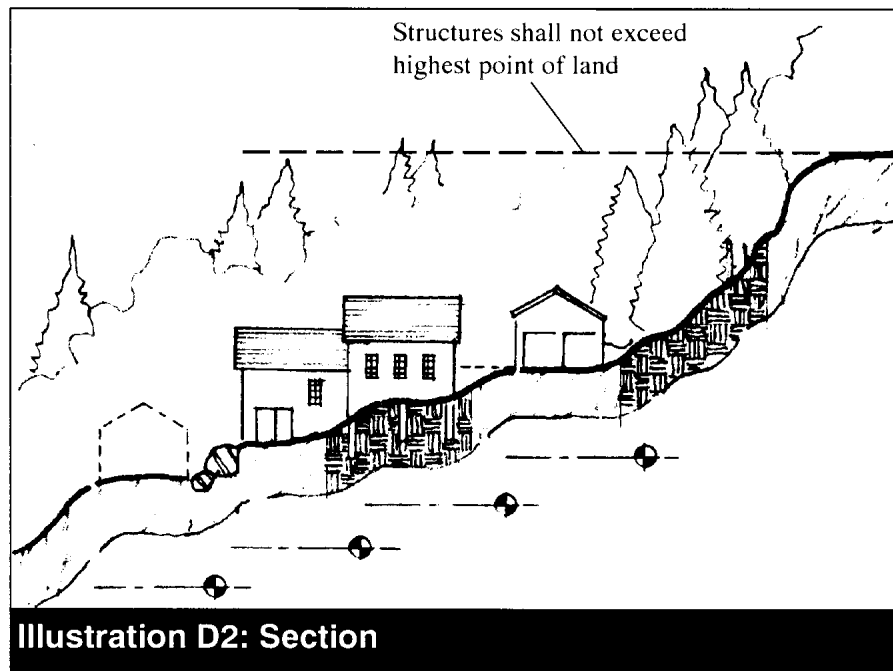 Structures shall not exceed
highest point of land
Illustration D2: Section